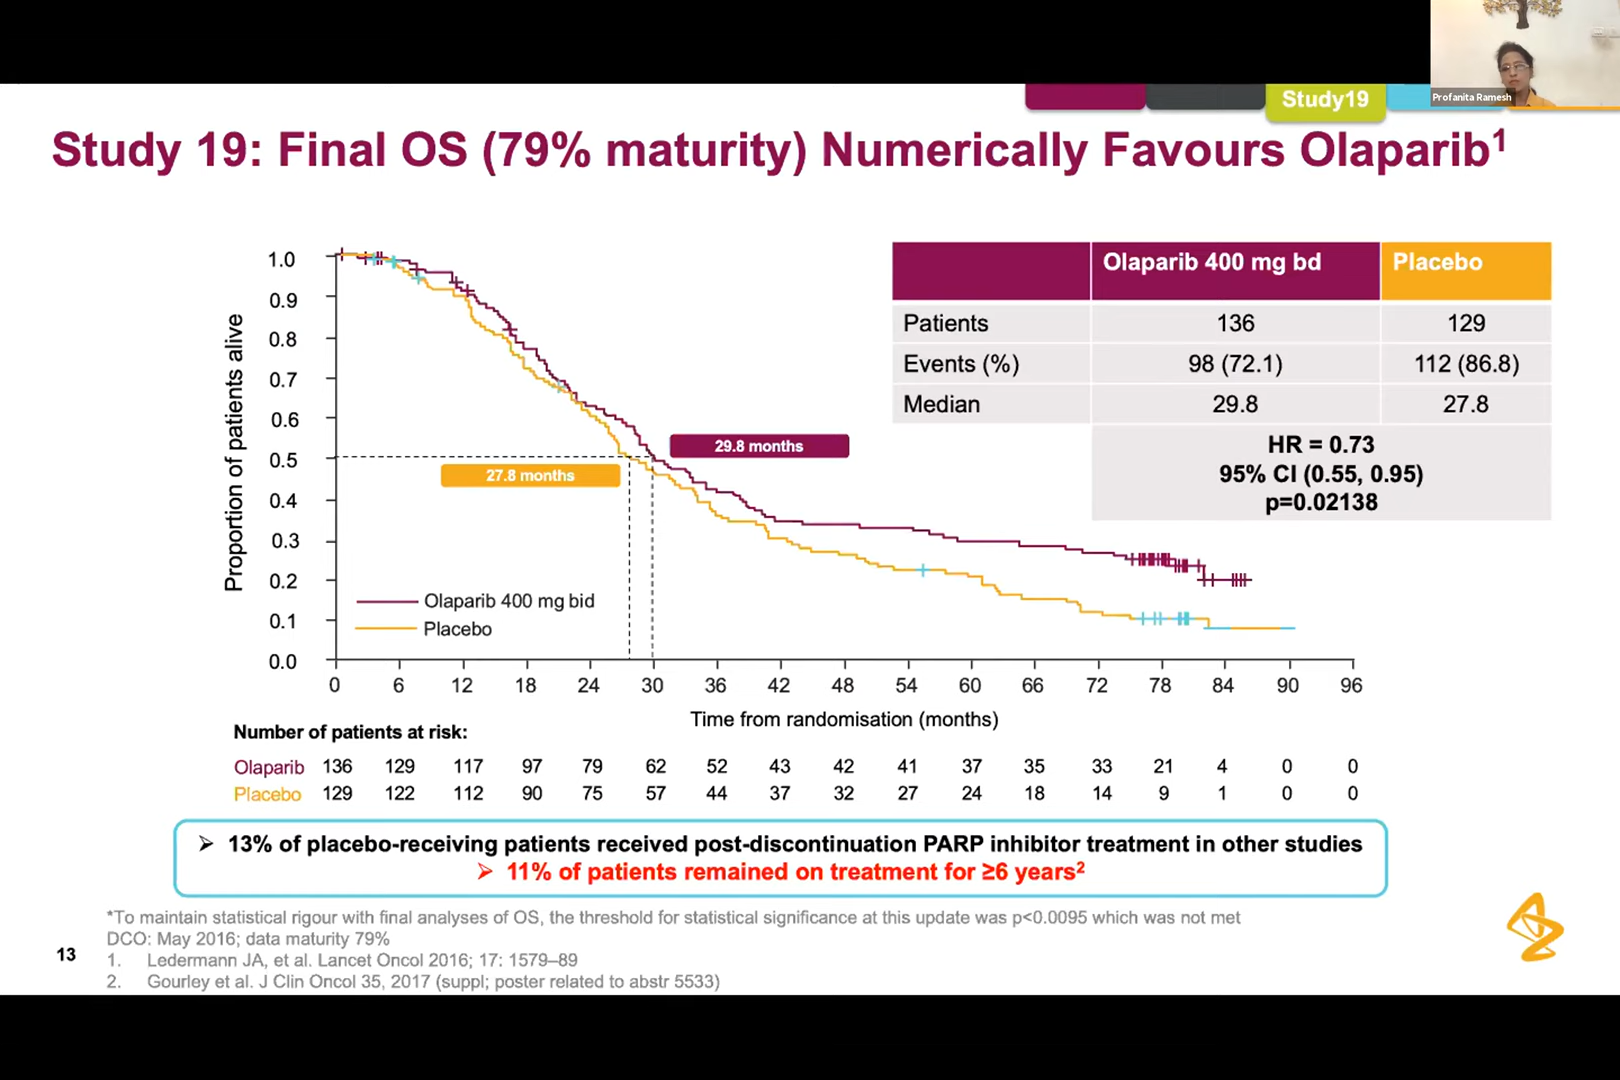 Profanita Ramesh
Study19
Study 19: Final OS (79% maturity) Numerically Favours Olaparib1
Olaparib 400 mg bd Placebo
Patients 136 129
Events (%) 98 (72.1) 112 (86.8)
Median 29.8 27.8
HR = 0.73
95% CI (0.55, 0.95)
p=0.02138
Proportion of patients alive
1.0
0.9
0.8
0.7
0.6
0.5
0.4
0.3
0.2
0.1
0.0
29.8 months
27.8 months
Olaparib 400 mg bid
Placebo
0 6 12 18 24 30 36 42 48 54 60 66 72 78 84 90 96
Time from randomisation (months)
Number of patients at risk:
Olaparib 136 129 117 97 79 62 52 43 42 41 37 35 33 21 4 0 0
Placebo 129 122 112 90 75 57 44 37 32 27 24 18 14 9 1 0 0
➢ 13% of placebo-receiving patients received post-discontinuation PARP inhibitor treatment in other studies
➢ 11% of patients remained on treatment for ≥6 years2
*To maintain statistical rigour with final analyses of OS, the threshold for statistical significance at this update was p<0.0095 which was not met
DCO: May 2016; data maturity 79%
1. Ledermann JA, et al. Lancet Oncol 2016; 17: 1579–89
2. Gourley et al. J Clin Oncol 35, 2017 (suppl; poster related to abstr 5533)
13